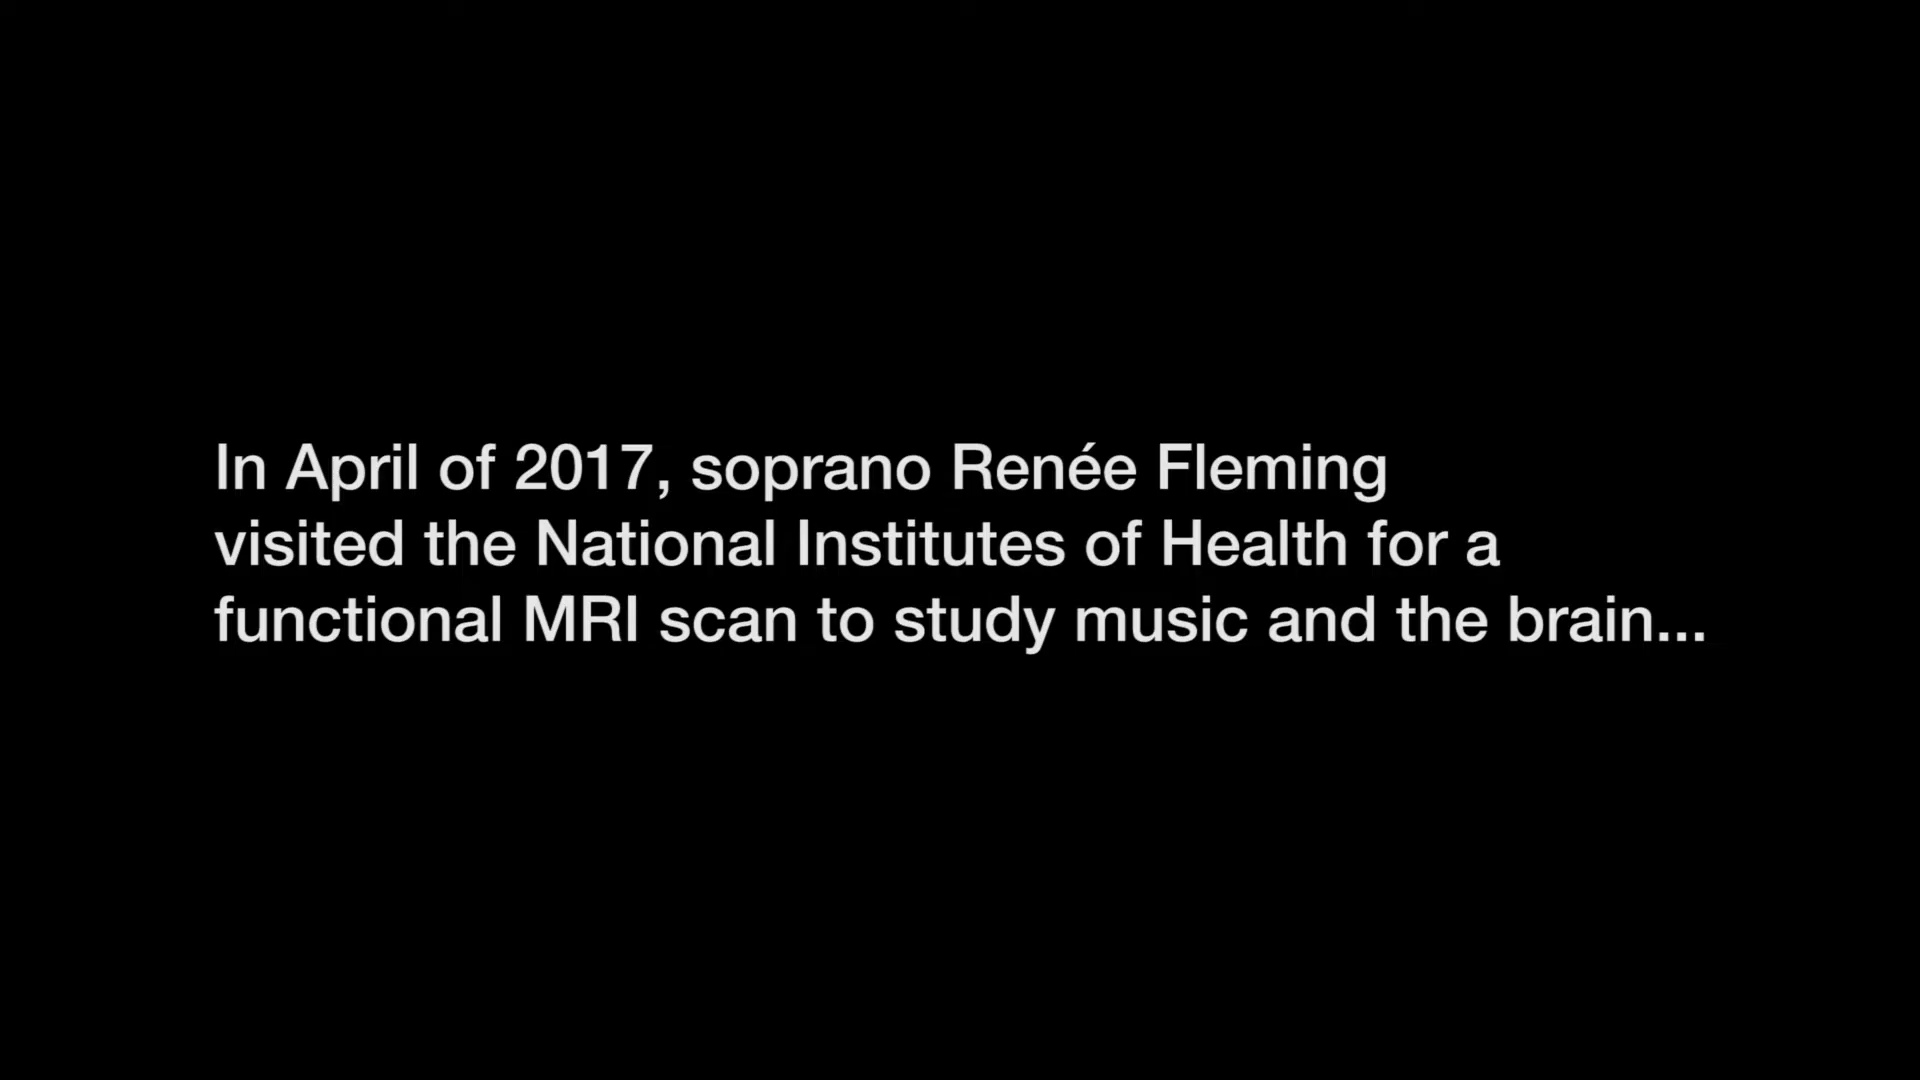 In April of 2017, soprano Renée Fleming
visited the National Institutes of Health for a
functional MRI scan to study music and the brain...